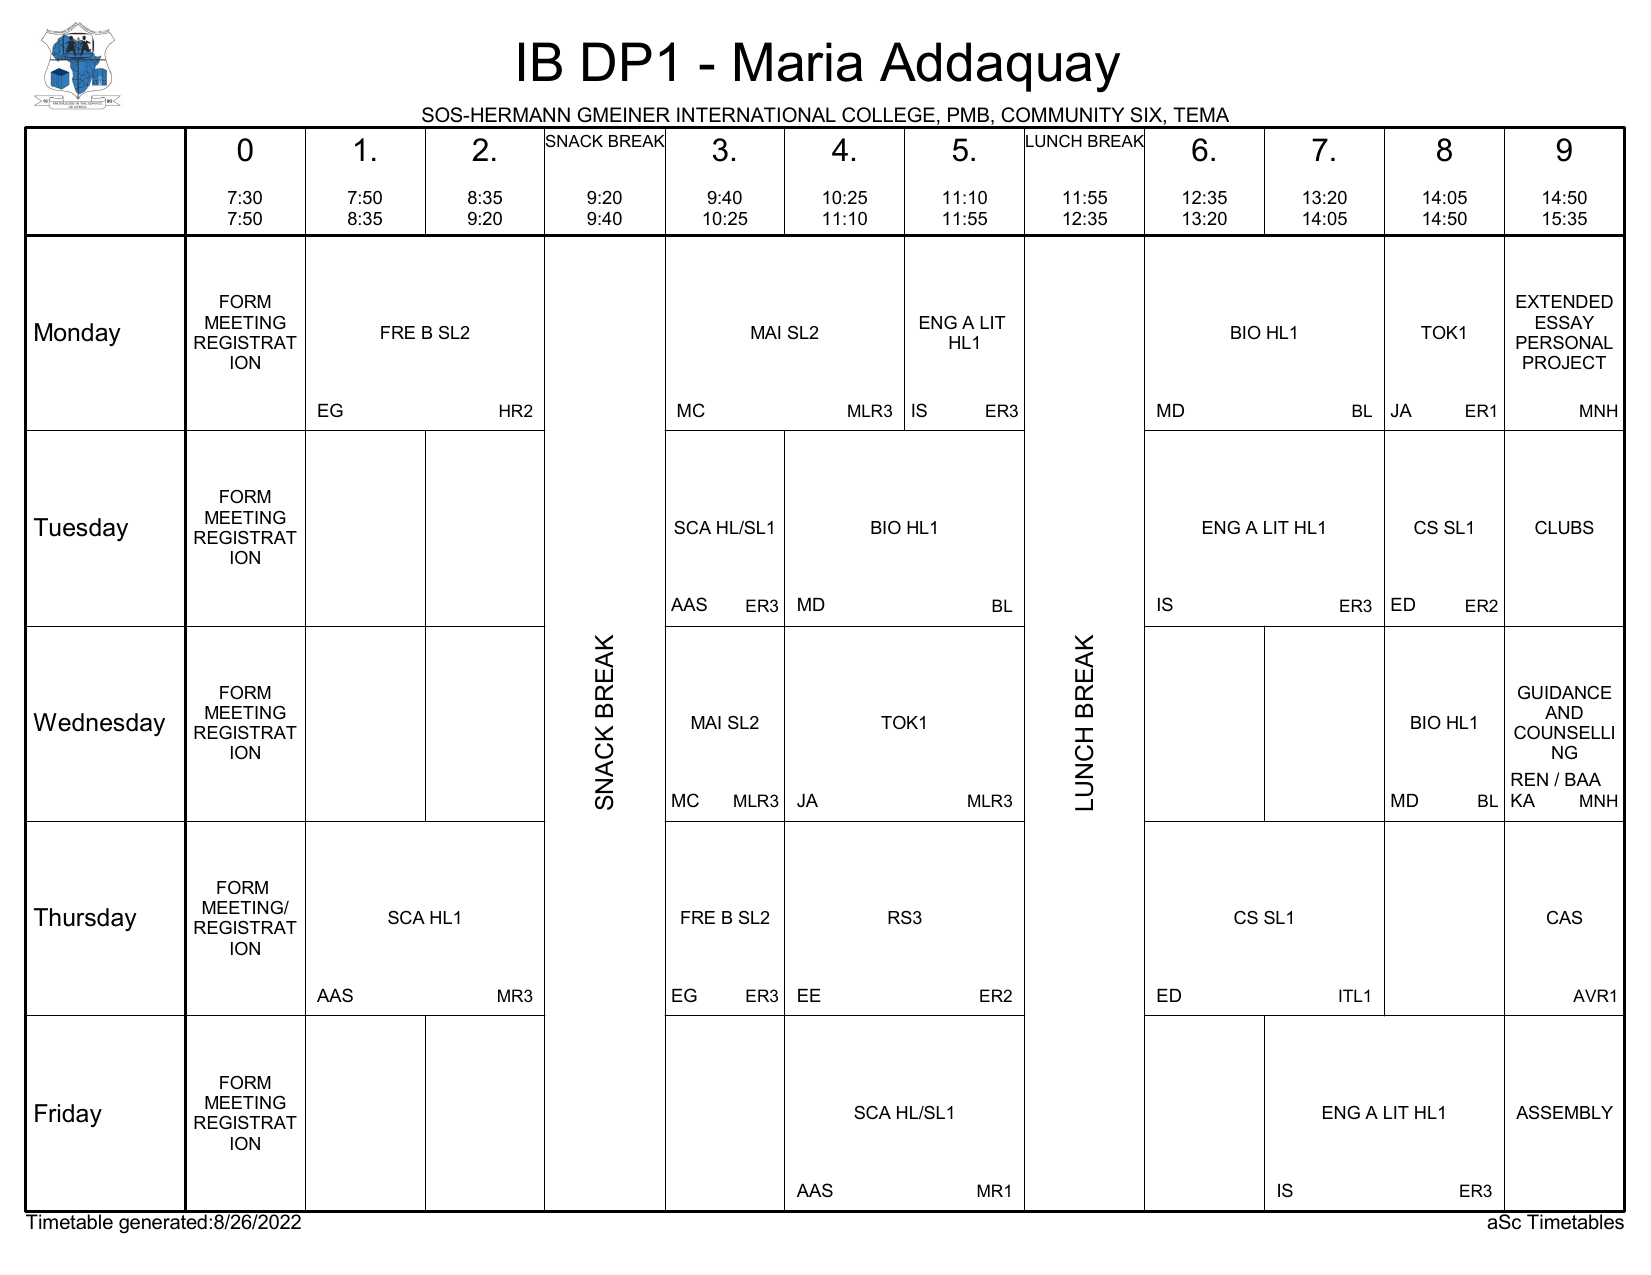 IB DP1 - Maria Addaquay
SOS-HERMANN GMEINER INTERNATIONAL COLLEGE, PMB, COMMUNITY SIX, TEMA
0
7:30
7:50
1.
7:50
8:35
2.
8:35
9:20
SNACK BREAK
9:20
9:40
3.
9:40
10:25
4.
10:25
11:10
5.
11:10
11:55
LUNCH BREAK
11:55
12:35
6.
12:35
13:20
7.
13:20
14:05
8
14:05
14:50
9
14:50
15:35
Monday
FORM
MEETING
REGISTRAT
ION
FRE B SL2
EG HR2
MAI SL2
MC MLR3
ENG A LIT
HL1
IS ER3
BIO HL1
MD BL
TOK1
JA ER1
EXTENDED
ESSAY
PERSONAL
PROJECT
MNH
Tuesday
FORM
MEETING
REGISTRAT
ION
SCA HL/SL1
AAS ER3
BIO HL1
MD BL
ENG A LIT HL1
IS ER3
CS SL1
ED ER2
CLUBS
Wednesday
FORM
MEETING
REGISTRAT
ION
SNACK BREAK
MAI SL2
MC MLR3
TOK1
JA MLR3
LUNCH BREAK
BIO HL1
MD BL
GUIDANCE
AND
COUNSELLI
NG
REN / BAA
KA MNH
Thursday
FORM
MEETING/
REGISTRAT
ION
SCA HL1
AAS MR3
FRE B SL2
EG ER3
RS3
EE ER2
CS SL1
ED ITL1
CAS
AVR1
Friday
FORM
MEETING
REGISTRAT
ION
SCA HL/SL1
AAS MR1
ENG A LIT HL1
IS ER3
ASSEMBLY
Timetable generated:8/26/2022
aSc Timetables